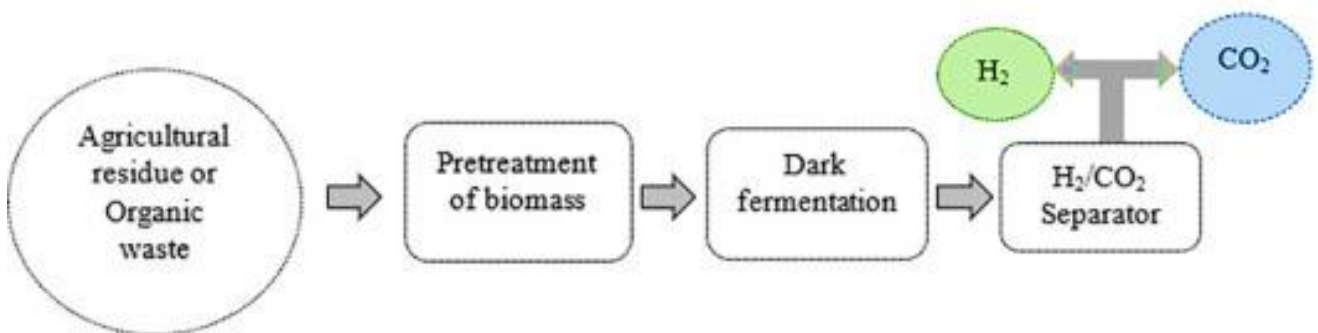 Agricultural
residue or
Organic
waste
Pretreatment
of biomass
Dark
fermentation
H₂/CO₂
Separator
H₂
CO₂